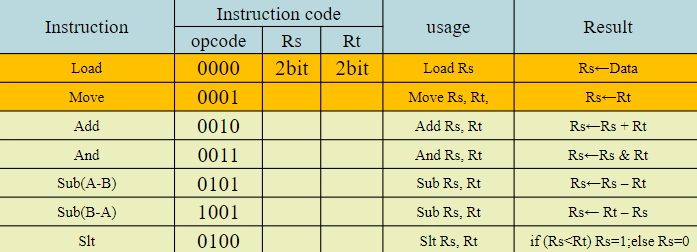 Instruction Instruction code usage Result
opcode Rs Rt
Load 0000 2bit 2bit Load Rs Rs←Data
Move 0001 Move Rs, Rt, Rs←Rt
Add 0010 Add Rs, Rt Rs←Rs + Rt
And 0011 And Rs, Rt Rs←Rs & Rt
Sub(A-B) 0101 Sub Rs, Rt Rs←Rs – Rt
Sub(B-A) 1001 Sub Rs, Rt Rs← Rt – Rs
Slt 0100 Slt Rs, Rt if (Rs<Rt) Rs=1;else Rs=0